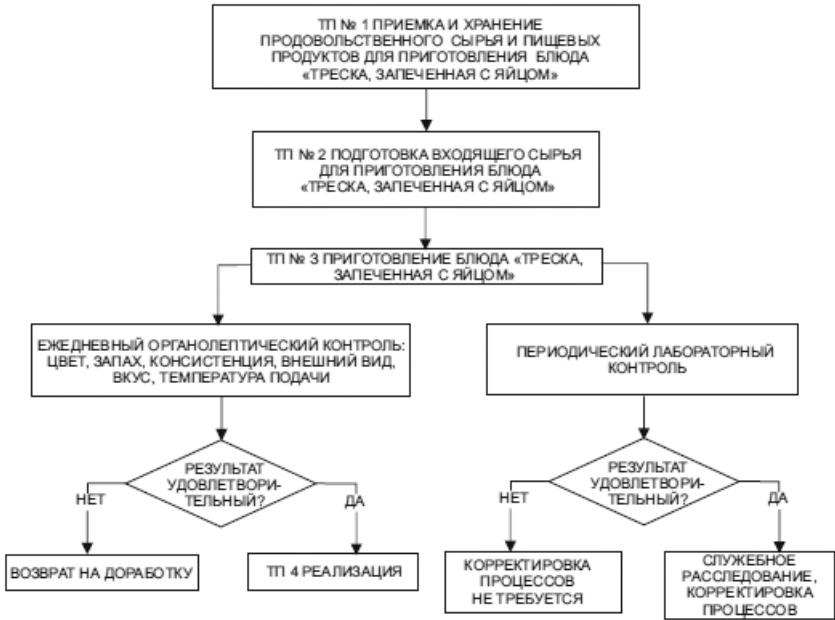 ТП № 1 ПРИЕМКА И ХРАНЕНИЕ
ПРОДОВОЛЬСТВЕННОГО СЫРЬЯ И ПИЩЕВЫХ
ПРОДУКТОВ ДЛЯ ПРИГОТОВЛЕНИЯ БЛЮДА
«ТРЕСКА, ЗАПЕЧЕННАЯ С ЯЙЦОМ»
ТП № 2 ПОДГОТОВКА ВХОДЯЩЕГО СЫРЬЯ
ДЛЯ ПРИГОТОВЛЕНИЯ БЛЮДА
«ТРЕСКА, ЗАПЕЧЕННАЯ С ЯЙЦОМ»
ТП № 3 ПРИГОТОВЛЕНИЕ БЛЮДА «ТРЕСКА,
ЗАПЕЧЕННАЯ С ЯЙЦОМ»
ЕЖЕДНЕВНЫЙ ОРГАНОЛЕПТИЧЕСКИЙ КОНТРОЛЬ:
ЦВЕТ, ЗАПАХ, КОНСИСТЕНЦИЯ, ВНЕШНИЙ ВИД,
ВКУС, ТЕМПЕРАТУРА ПОДАЧИ
ПЕРИОДИЧЕСКИЙ ЛАБОРАТОРНЫЙ
КОНТРОЛЬ
РЕЗУЛЬТАТ
УДОВЛЕТВОРИ-
ТЕЛЬНЫЙ?
НЕТ
ДА
РЕЗУЛЬТАТ
УДОВЛЕТВОРИ-
ТЕЛЬНЫЙ?
НЕТ
ДА
ВОЗВРАТ НА ДОРАБОТКУ
ТП 4 РЕАЛИЗАЦИЯ
КОРРЕКТИРОВКА
ПРОЦЕССОВ
НЕ ТРЕБУЕТСЯ
СЛУЖЕБНОЕ
РАССЛЕДОВАНИЕ,
КОРРЕКТИРОВКА
ПРОЦЕССОВ